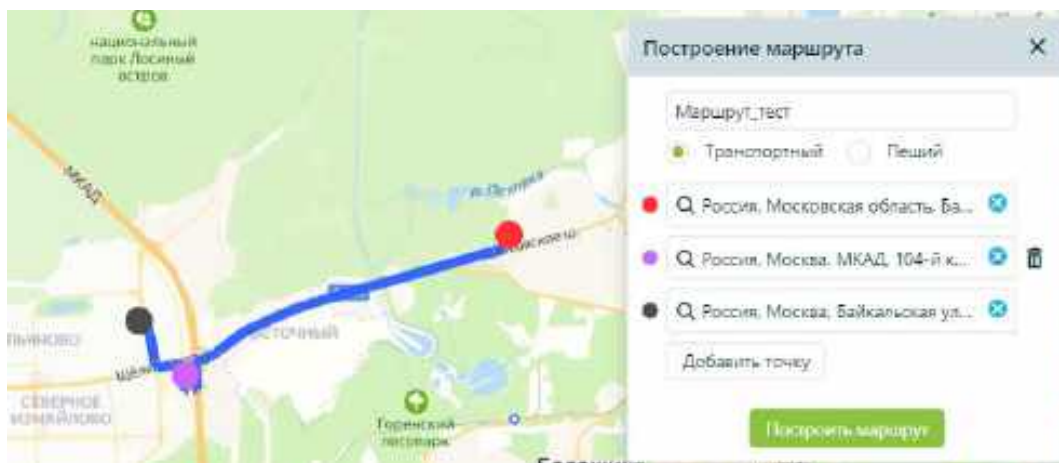 национальный
парк Лосиный
остров
МКАД
СЕВЕРНОЕ
ИЗМАЙЛОВО
Горенский
лесопарк
Построение маршрута
Маршрут_тест
Транспортный
Пеший
Россия, Московская область, Ба...
Россия, Москва, МКАД, 104-й к...
Россия, Москва, Байкальская ул...
Добавить точку
Построить маршрут